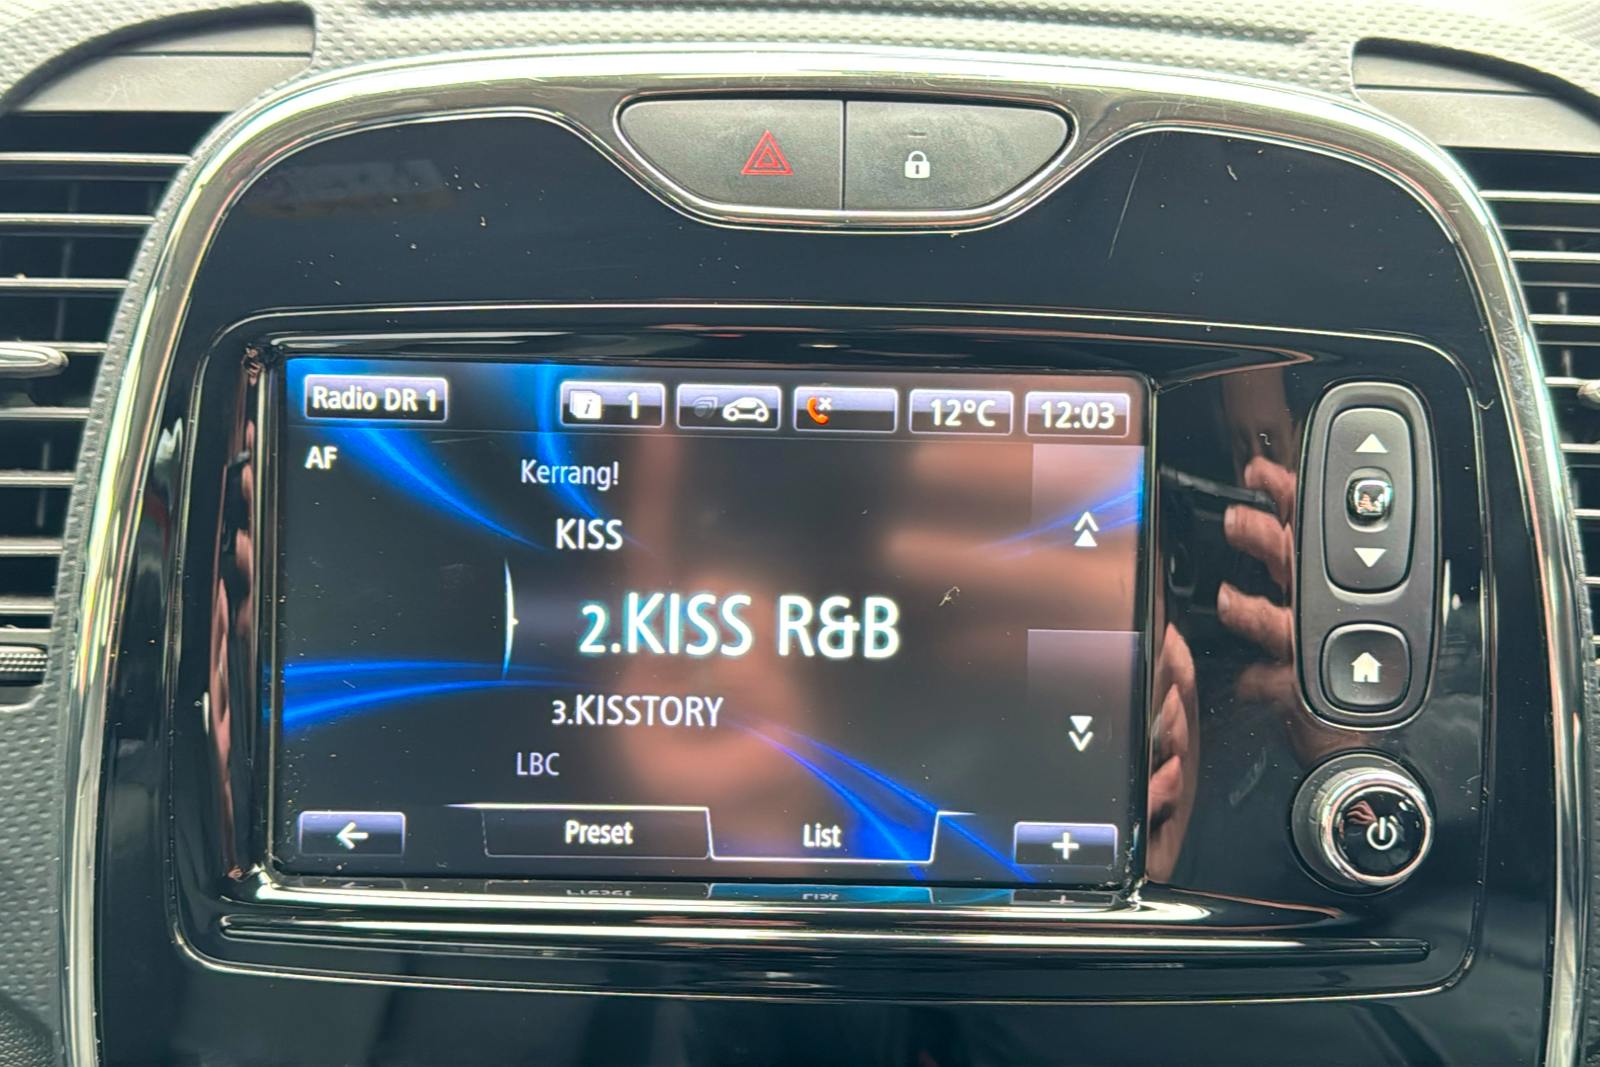 Radio DR 1
1
12°C
12:03
AF
Kerrang!
KISS
2.KISS R&B
3.KISSTORY
LBC
Preset
List